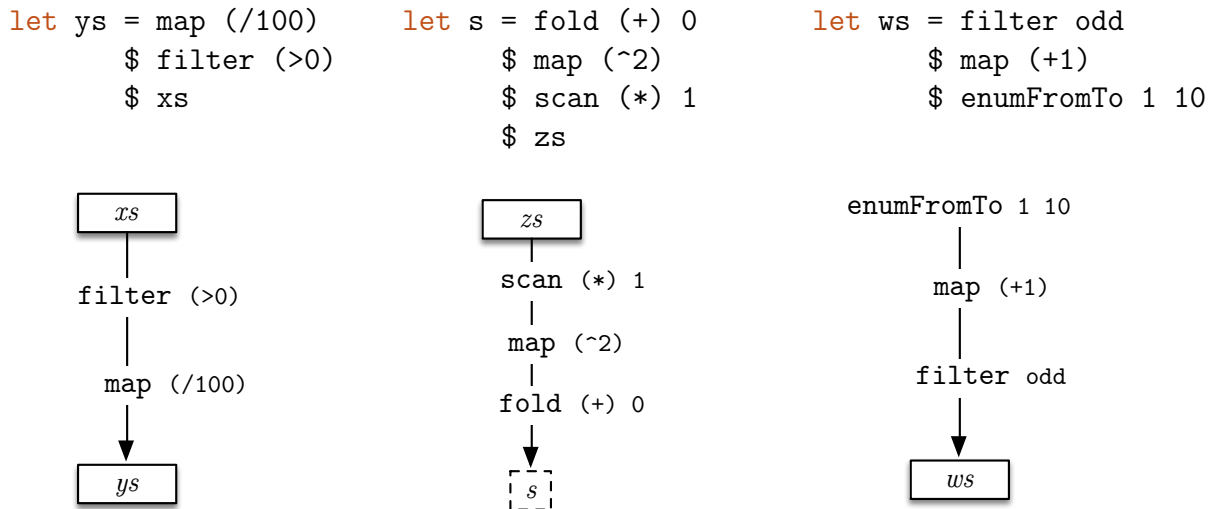 let ys = map (/100)
$ filter (>0)
$ xs
let s = fold (+) 0
$ map (^2)
$ scan (*) 1
$ zs
let ws = filter odd
$ map (+1)
$ enumFromTo 1 10
xs
filter (>0)
map (/100)
ys
zs
scan (*) 1
map (^2)
fold (+) 0
s
enumFromTo 1 10
map (+1)
filter odd
ws